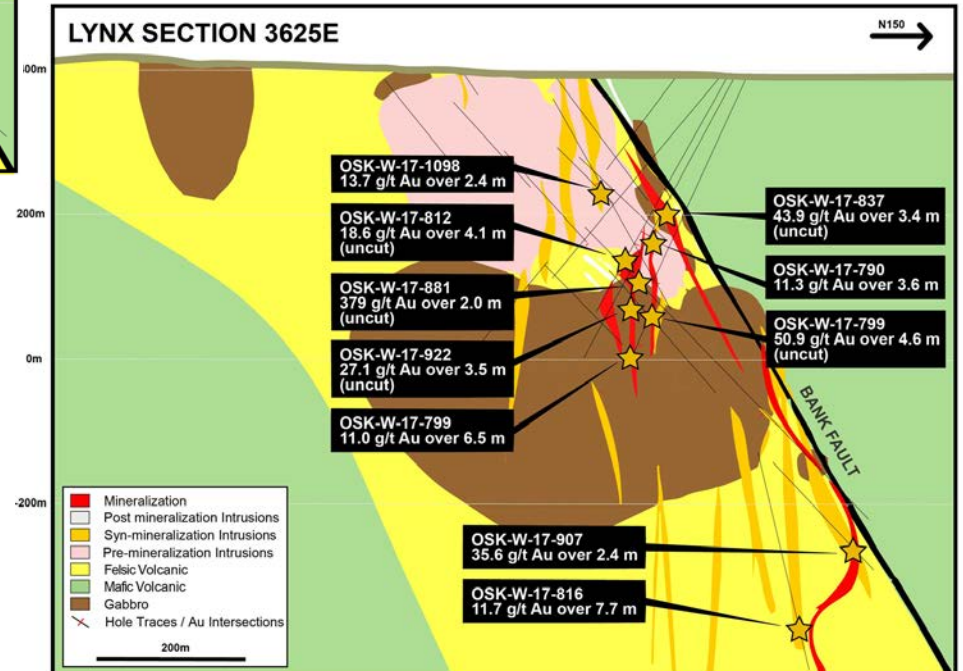 LYNX SECTION 3625E
N150
200m
0m
-200m
OSK-W-17-1098
13.7 g/t Au over 2.4 m
OSK-W-17-812
18.6 g/t Au over 4.1 m
(uncut)
OSK-W-17-881
379 g/t Au over 2.0 m
(uncut)
OSK-W-17-922
27.1 g/t Au over 3.5 m
(uncut)
OSK-W-17-799
11.0 g/t Au over 6.5 m
OSK-W-17-837
43.9 g/t Au over 3.4 m
(uncut)
OSK-W-17-790
11.3 g/t Au over 3.6 m
OSK-W-17-799
50.9 g/t Au over 4.6 m
(uncut)
BANK FAULT
OSK-W-17-907
35.6 g/t Au over 2.4 m
OSK-W-17-816
11.7 g/t Au over 7.7 m
Mineralization
Post mineralization Intrusions
Syn-mineralization Intrusions
Pre-mineralization Intrusions
Felsic Volcanic
Mafic Volcanic
Gabbro
Hole Traces / Au Intersections
200m